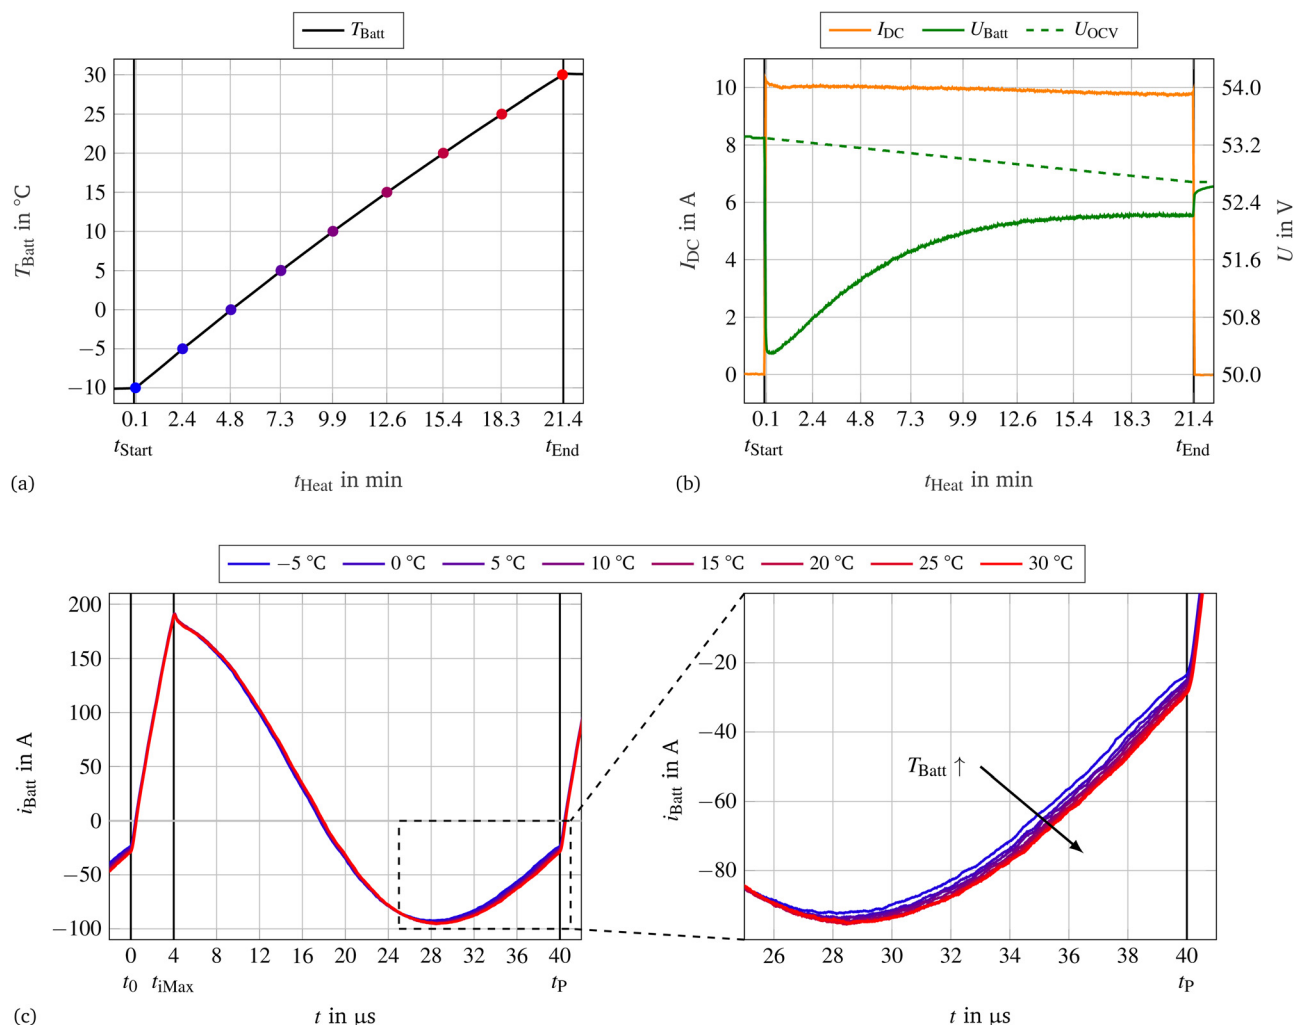 (a)
T_Batt
T_Batt in °C
30
25
20
15
10
5
0
−5
−10
0.1 2.4 4.8 7.3 9.9 12.6 15.4 18.3 21.4
t_Start t_End
t_Heat in min
(b)
I_DC U_Batt U_OCV
I_DC in A
10
8
6
4
2
0
54.0
53.2
52.4
51.6
50.8
50.0
U in V
0.1 2.4 4.8 7.3 9.9 12.6 15.4 18.3 21.4
t_Start t_End
t_Heat in min
(c)
−5 °C 0 °C 5 °C 10 °C 15 °C 20 °C 25 °C 30 °C
i_Batt in A
200
150
100
50
0
−50
−100
0 4 8 12 16 20 24 28 32 36 40
t_0 t_iMax t_P
t in µs
i_Batt in A
−20
−40
−60
−80
T_Batt ↑
26 28 30 32 34 36 38 40
t_P
t in µs